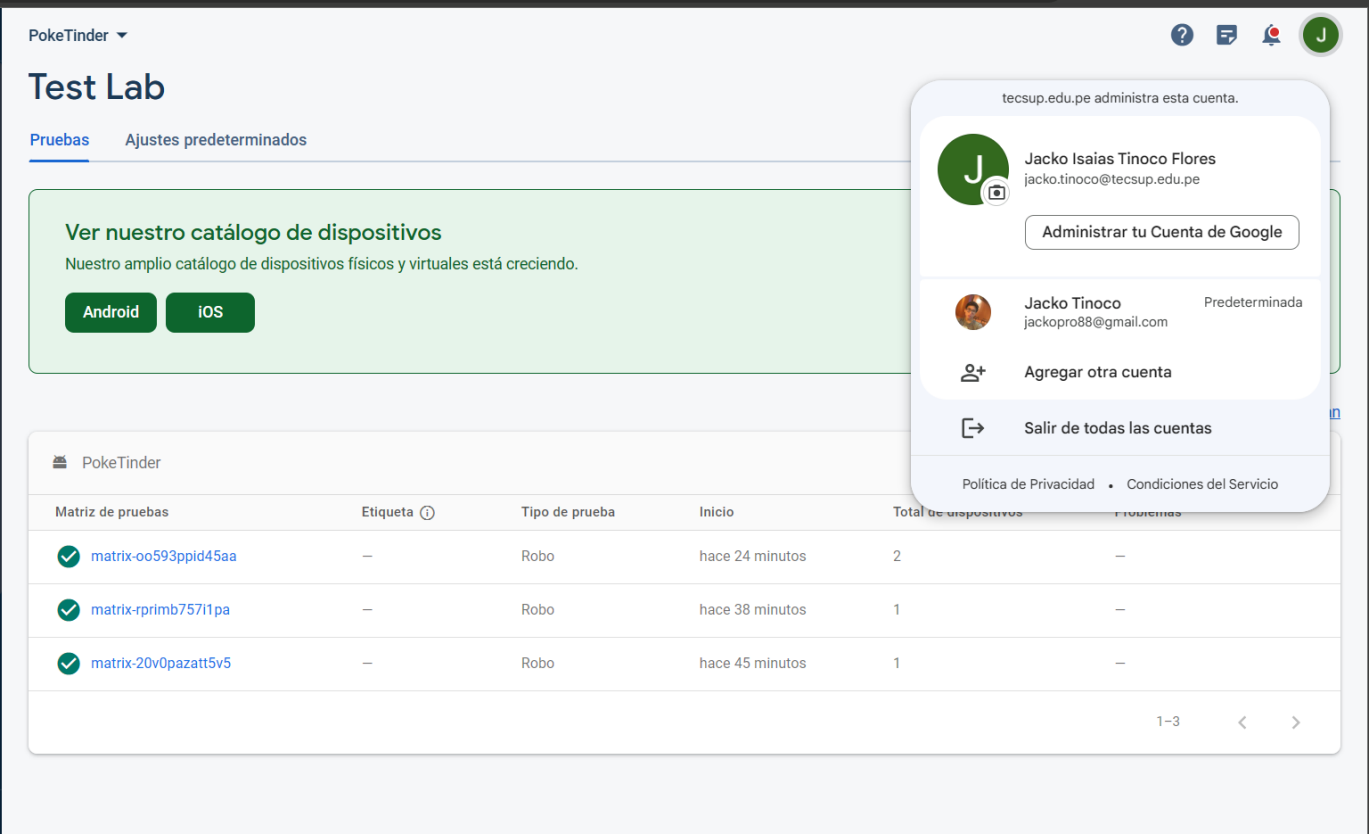 PokeTinder
J
Test Lab
Pruebas
Ajustes predeterminados
Ver nuestro catálogo de dispositivos
Nuestro amplio catálogo de dispositivos físicos y virtuales está creciendo.
Android
iOS
tecsup.edu.pe administra esta cuenta.
J
Jacko Isaias Tinoco Flores
jacko.tinoco@tecsup.edu.pe
Administrar tu Cuenta de Google
Jacko Tinoco
Predeterminada
jackopro88@gmail.com
Agregar otra cuenta
Salir de todas las cuentas
Política de Privacidad • Condiciones del Servicio
PokeTinder
Matriz de pruebas Etiqueta Tipo de prueba Inicio Total de dispositivos Problemas
matrix-oo593ppid45aa — Robo hace 24 minutos 2 —
matrix-rprimb757i1pa — Robo hace 38 minutos 1 —
matrix-20v0pazatt5v5 — Robo hace 45 minutos 1 —
1–3